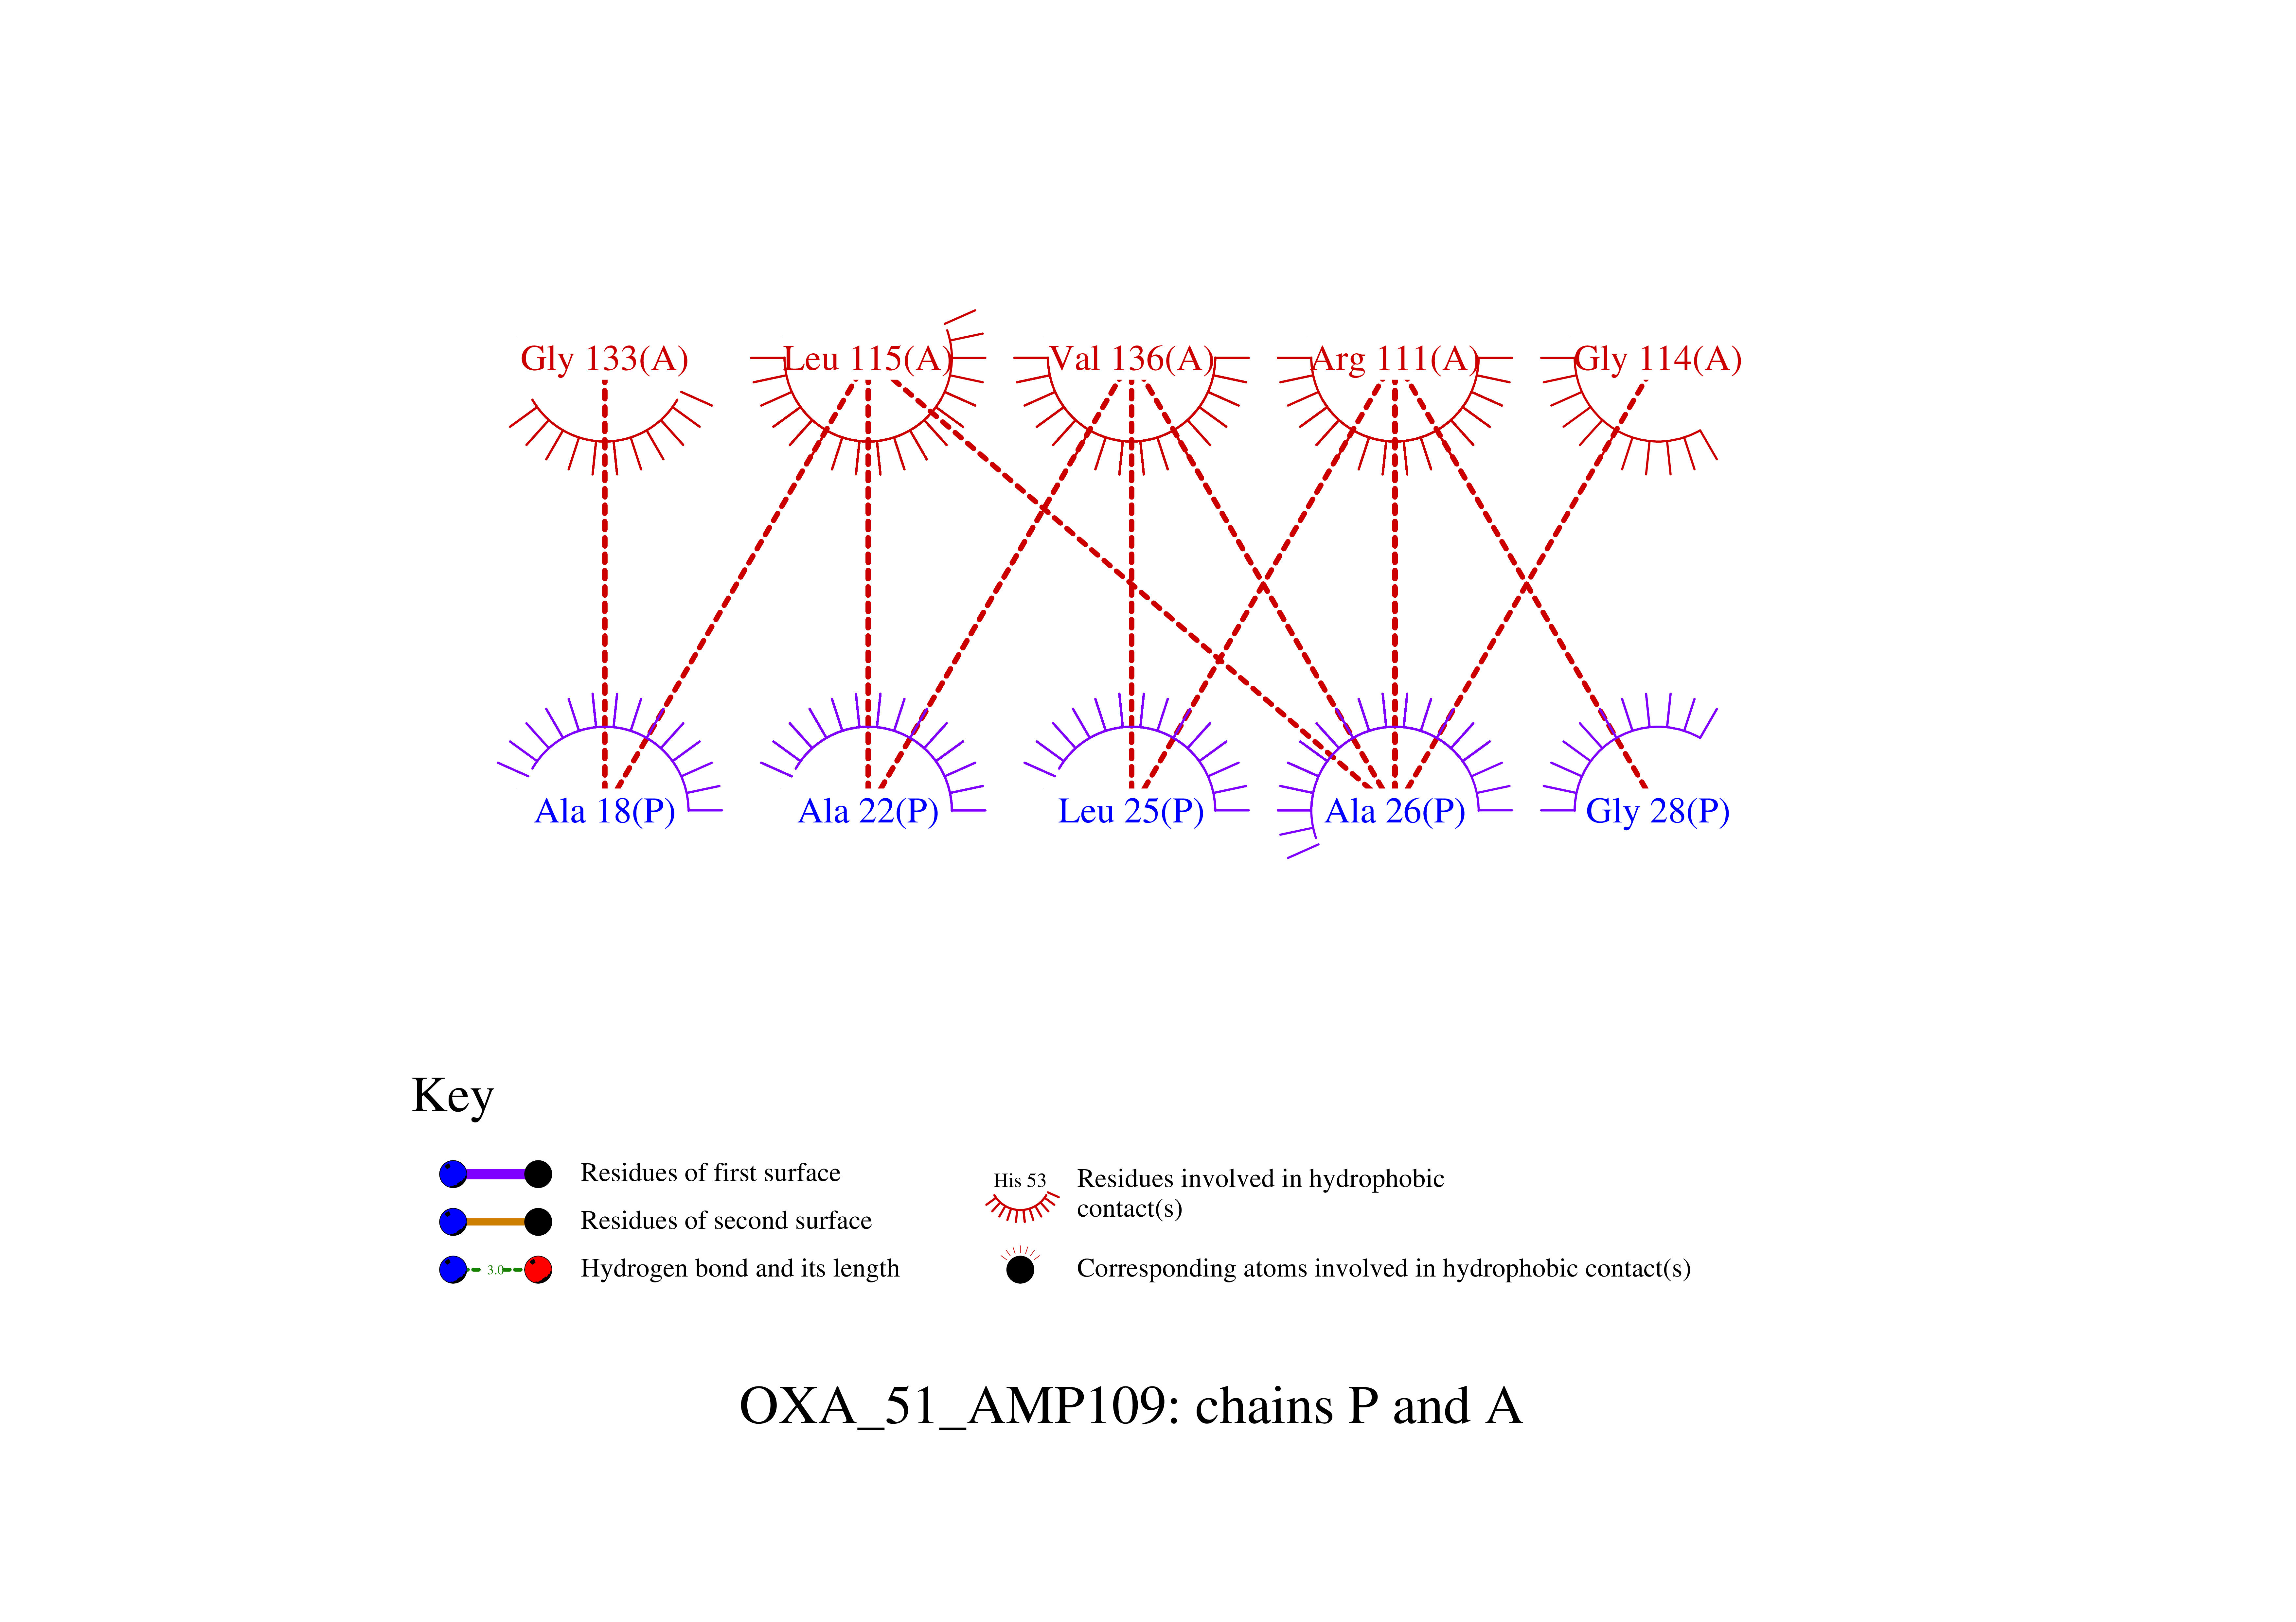 Gly 133(A) Leu 115(A) Val 136(A) Arg 111(A) Gly 114(A)
Ala 18(P) Ala 22(P) Leu 25(P) Ala 26(P) Gly 28(P)
Key
Residues of first surface
Residues of second surface
3.0 Hydrogen bond and its length
His 53 Residues involved in hydrophobic
contact(s)
Corresponding atoms involved in hydrophobic contact(s)
OXA_51_AMP109: chains P and A